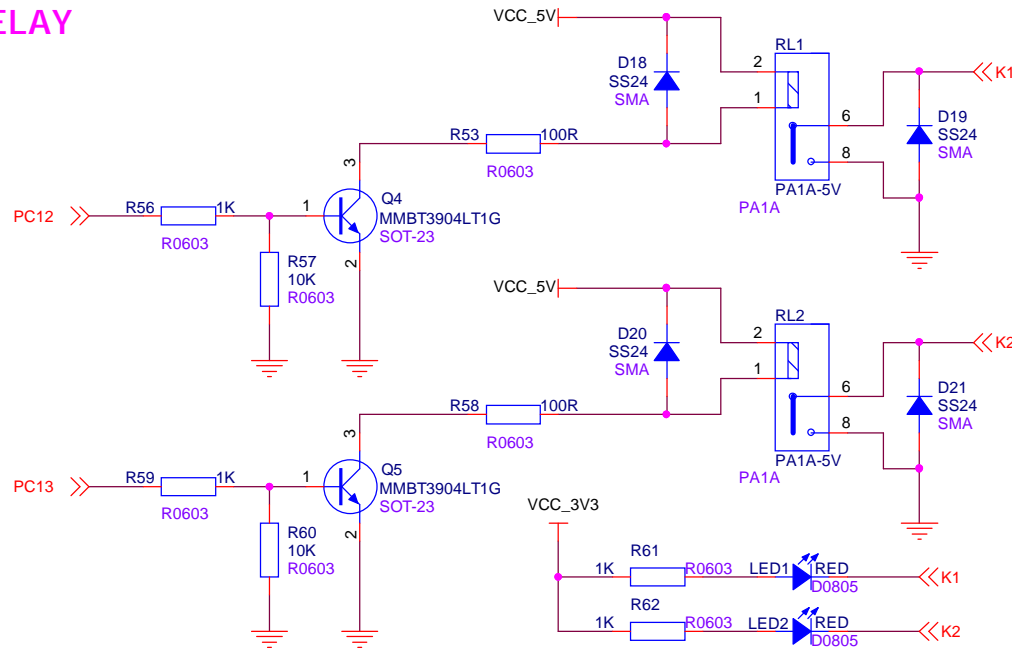 ELAY
VCC_5V
RL1
D18
SS24
SMA
2
1
K1
6
8
D19
SS24
SMA
PA1A-5V
PA1A
R53
100R
R0603
3
Q4
MMBT3904LT1G
SOT-23
1
2
PC12
R56
1K
R0603
R57
10K
R0603
VCC_5V
RL2
D20
SS24
SMA
2
1
K2
6
8
D21
SS24
SMA
PA1A-5V
PA1A
R58
100R
R0603
3
Q5
MMBT3904LT1G
SOT-23
1
2
PC13
R59
1K
R0603
R60
10K
R0603
VCC_3V3
R61
1K
R0603
LED1
RED
D0805
K1
R62
1K
R0603
LED2
RED
D0805
K2